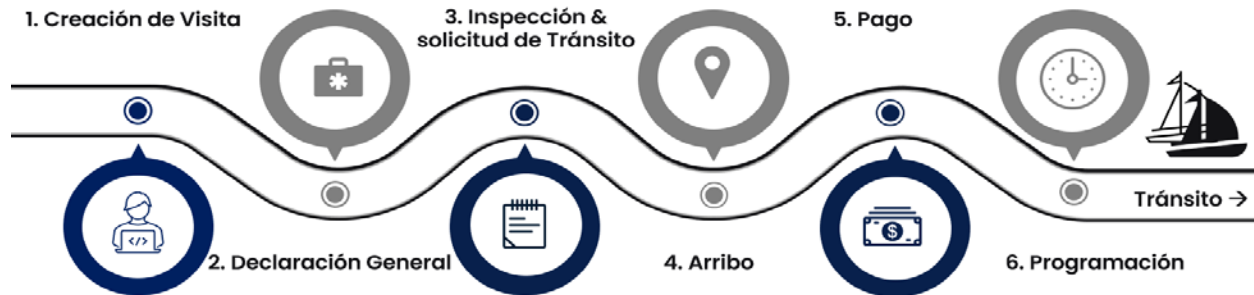 1. Creación de Visita
2. Declaración General
3. Inspección &
solicitud de Tránsito
4. Arribo
5. Pago
6. Programación
Tránsito →